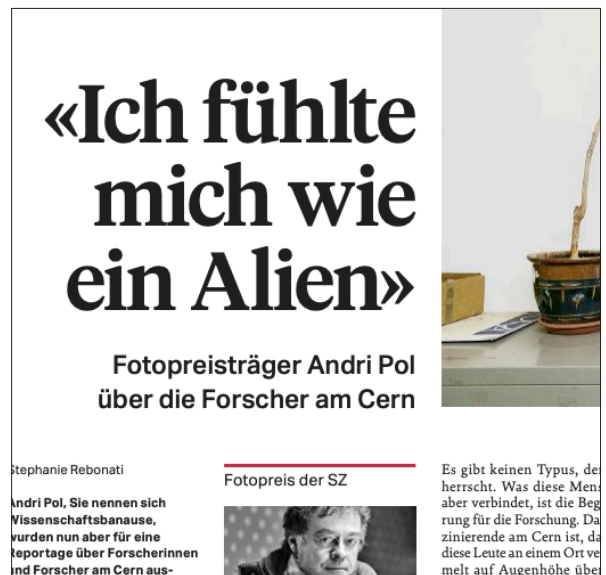 «Ich fühlte
mich wie
ein Alien»
Fotopreisträger Andri Pol
über die Forscher am Cern
Stephanie Rebonati
Andri Pol, Sie nennen sich
Wissenschaftsbanause,
wurden nun aber für eine
Reportage über Forscherinnen
und Forscher am Cern aus-
Fotopreis der SZ
Es gibt keinen Typus,
herrscht. Was diese
aber verbindet, ist die
rung für die Forschung.
zinierende am Cern ist,
diese Leute an einem Ort
melt auf Augenhöhe